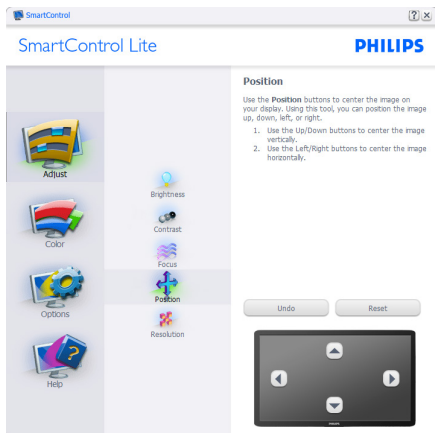 SmartControl
SmartControl Lite
PHILIPS
Adjust
Color
Options
Help
Brightness
Contrast
Focus
Position
Resolution
Position
Use the Position buttons to center the image on
your display. Using this tool, you can position the image
up, down, left, or right.
1. Use the Up/Down buttons to center the image
vertically.
2. Use the Left/Right buttons to center the image
horizontally.
Undo
Reset
PHILIPS